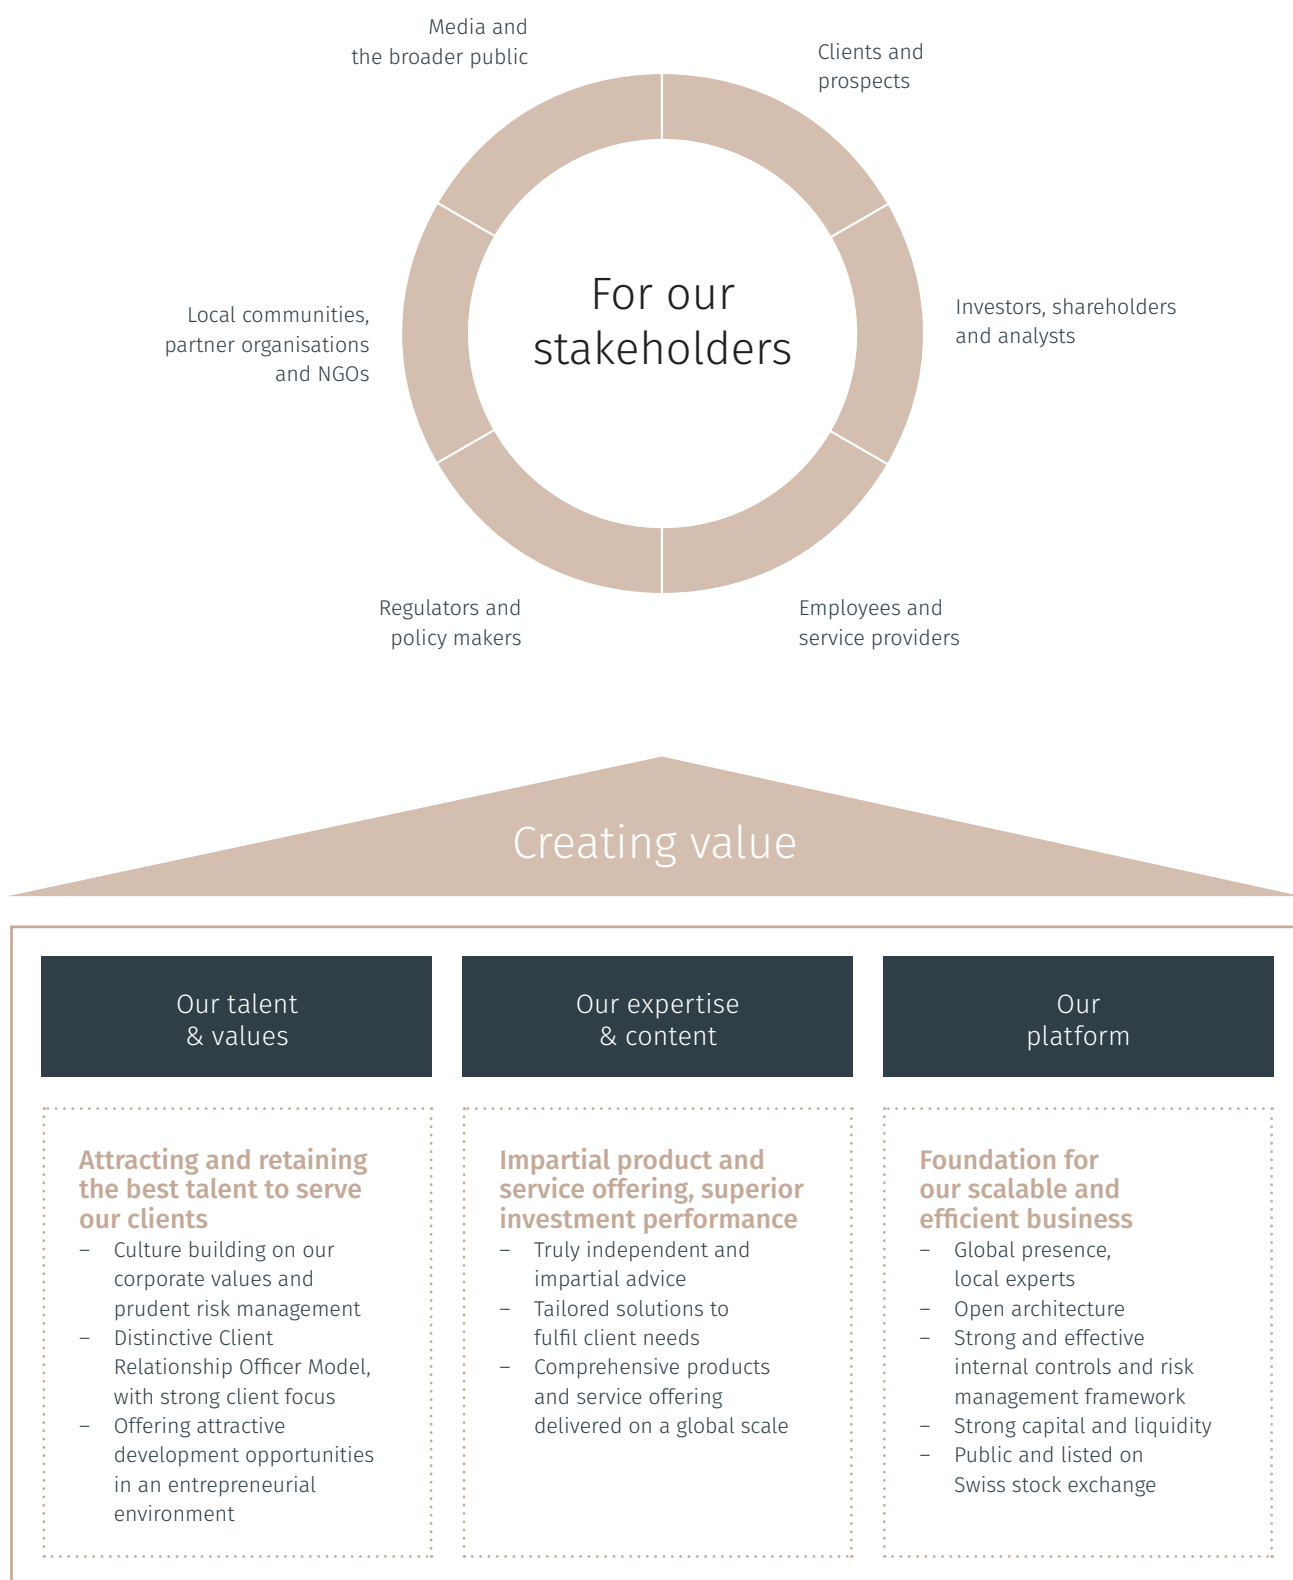 Media and
the broader public
Clients and
prospects
For our
stakeholders
Local communities,
partner organisations
and NGOs
Investors, shareholders
and analysts
Regulators and
policy makers
Employees and
service providers
Creating value
Our talent
& values
Attracting and retaining
the best talent to serve
our clients
– Culture building on our
corporate values and
prudent risk management
– Distinctive Client
Relationship Officer Model,
with strong client focus
– Offering attractive
development opportunities
in an entrepreneurial
environment
Our expertise
& content
Impartial product and
service offering, superior
investment performance
– Truly independent and
impartial advice
– Tailored solutions to
fulfil client needs
– Comprehensive products
and service offering
delivered on a global scale
Our
platform
Foundation for
our scalable and
efficient business
– Global presence,
local experts
– Open architecture
– Strong and effective
internal controls and risk
management framework
– Strong capital and liquidity
– Public and listed on
Swiss stock exchange